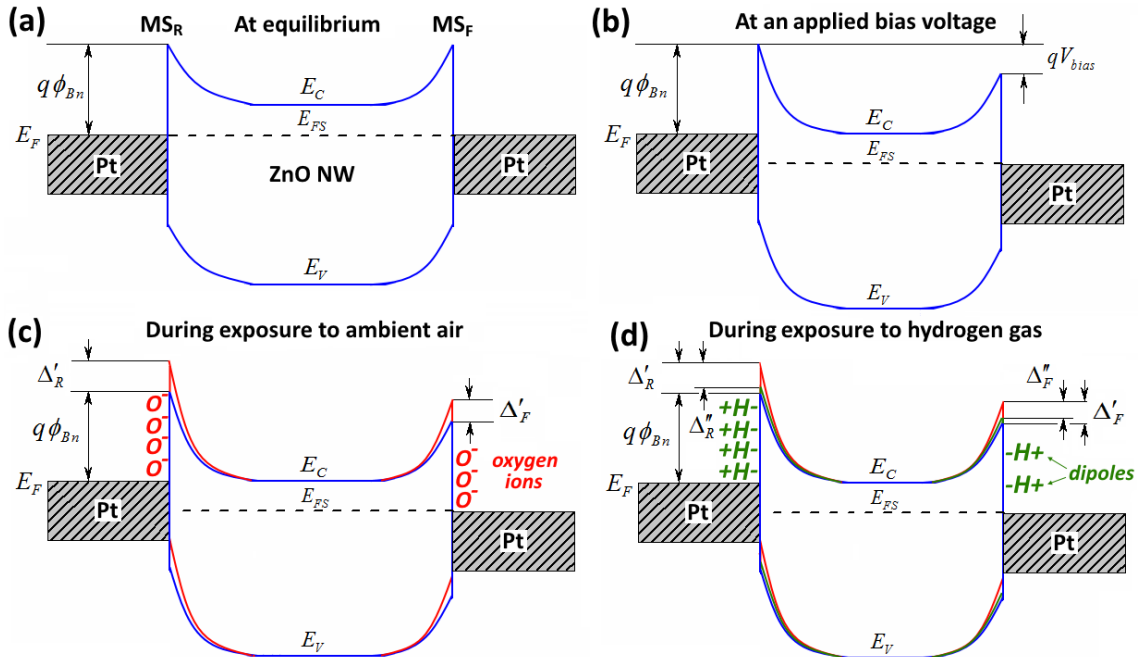 (a)
MS_R At equilibrium MS_F
qϕ_Bn
E_C
E_FS
E_F
Pt
ZnO NW
Pt
E_V
(b)
At an applied bias voltage
qV_bias
qϕ_Bn
E_C
E_F
E_FS
Pt
Pt
E_V
(c)
During exposure to ambient air
Δ′_R
Δ′_F
qϕ_Bn
O⁻
O⁻
O⁻
O⁻
O⁻
O⁻
O⁻
oxygen
ions
E_C
E_F
E_FS
Pt
Pt
E_V
(d)
During exposure to hydrogen gas
Δ′_R
Δ″_R
Δ″_F
Δ′_F
qϕ_Bn
+H-
+H-
+H-
+H-
-H+
-H+
dipoles
E_C
E_F
E_FS
Pt
Pt
E_V